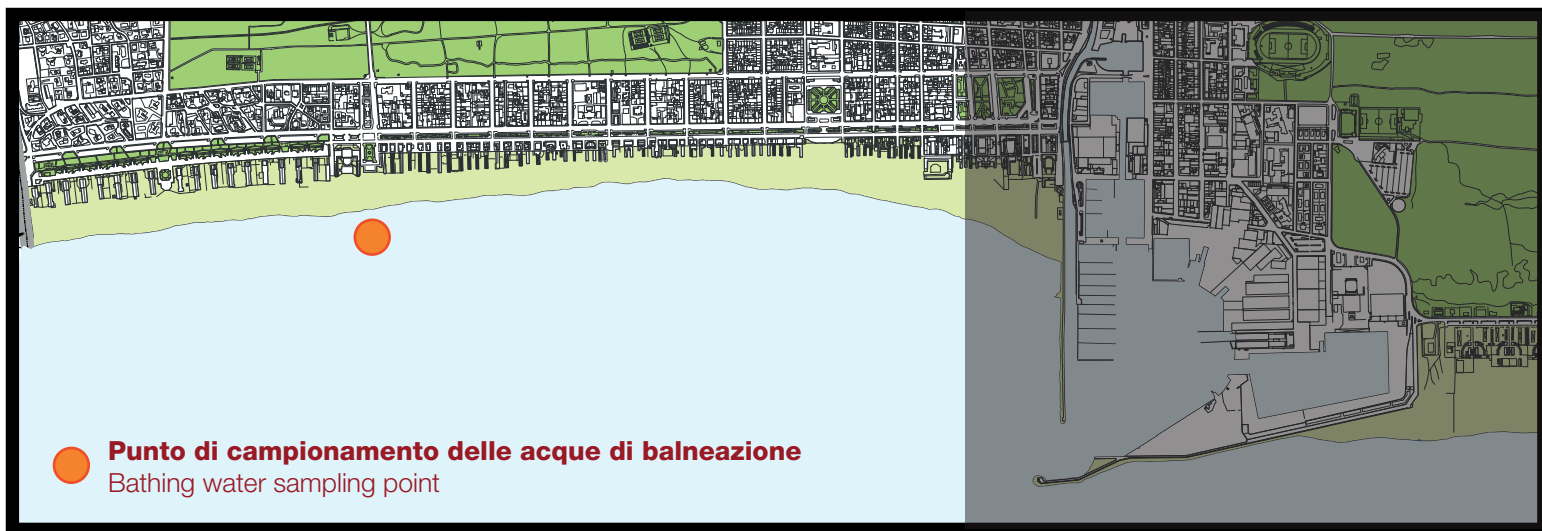 Punto di campionamento delle acque di balneazione
Bathing water sampling point